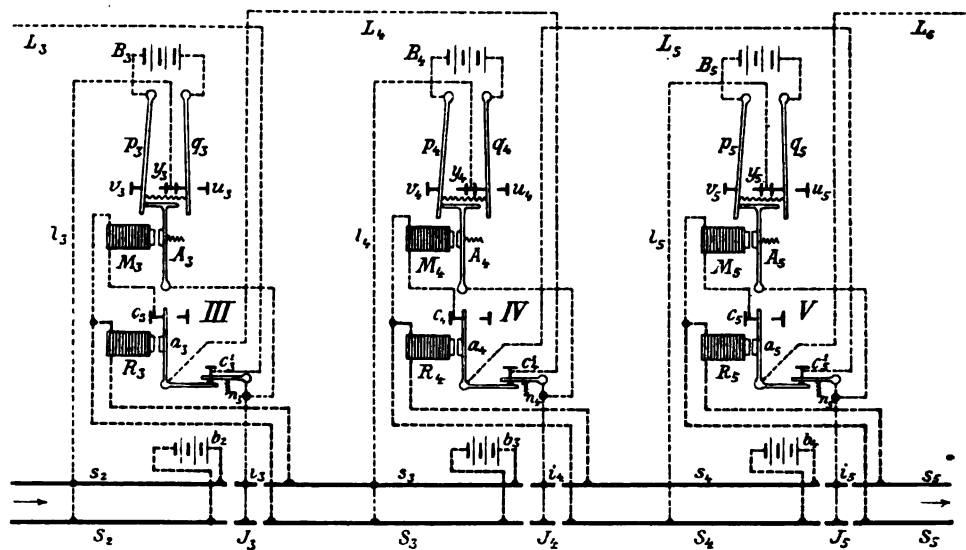 L₃ L₄ L₅ L₆
B₃ B₄ B₅
p₃ q₃ p₄ q₄ p₅ q₅
v₃ y₃ u₃ v₄ y₄ u₄ v₅ y₅ u₅
l₃ M₃ A₃ l₄ M₄ A₄ l₅ M₅ A₅
c₃ III c₄ IV c₅ V
R₃ a₃ R₄ a₄ R₅ a₅
n₃ n₄ n₅
b₂ b₃ b₄
s₂ i₃ s₃ i₄ s₄ i₅ s₅
S₂ J₃ S₃ J₄ S₄ J₅ S₅